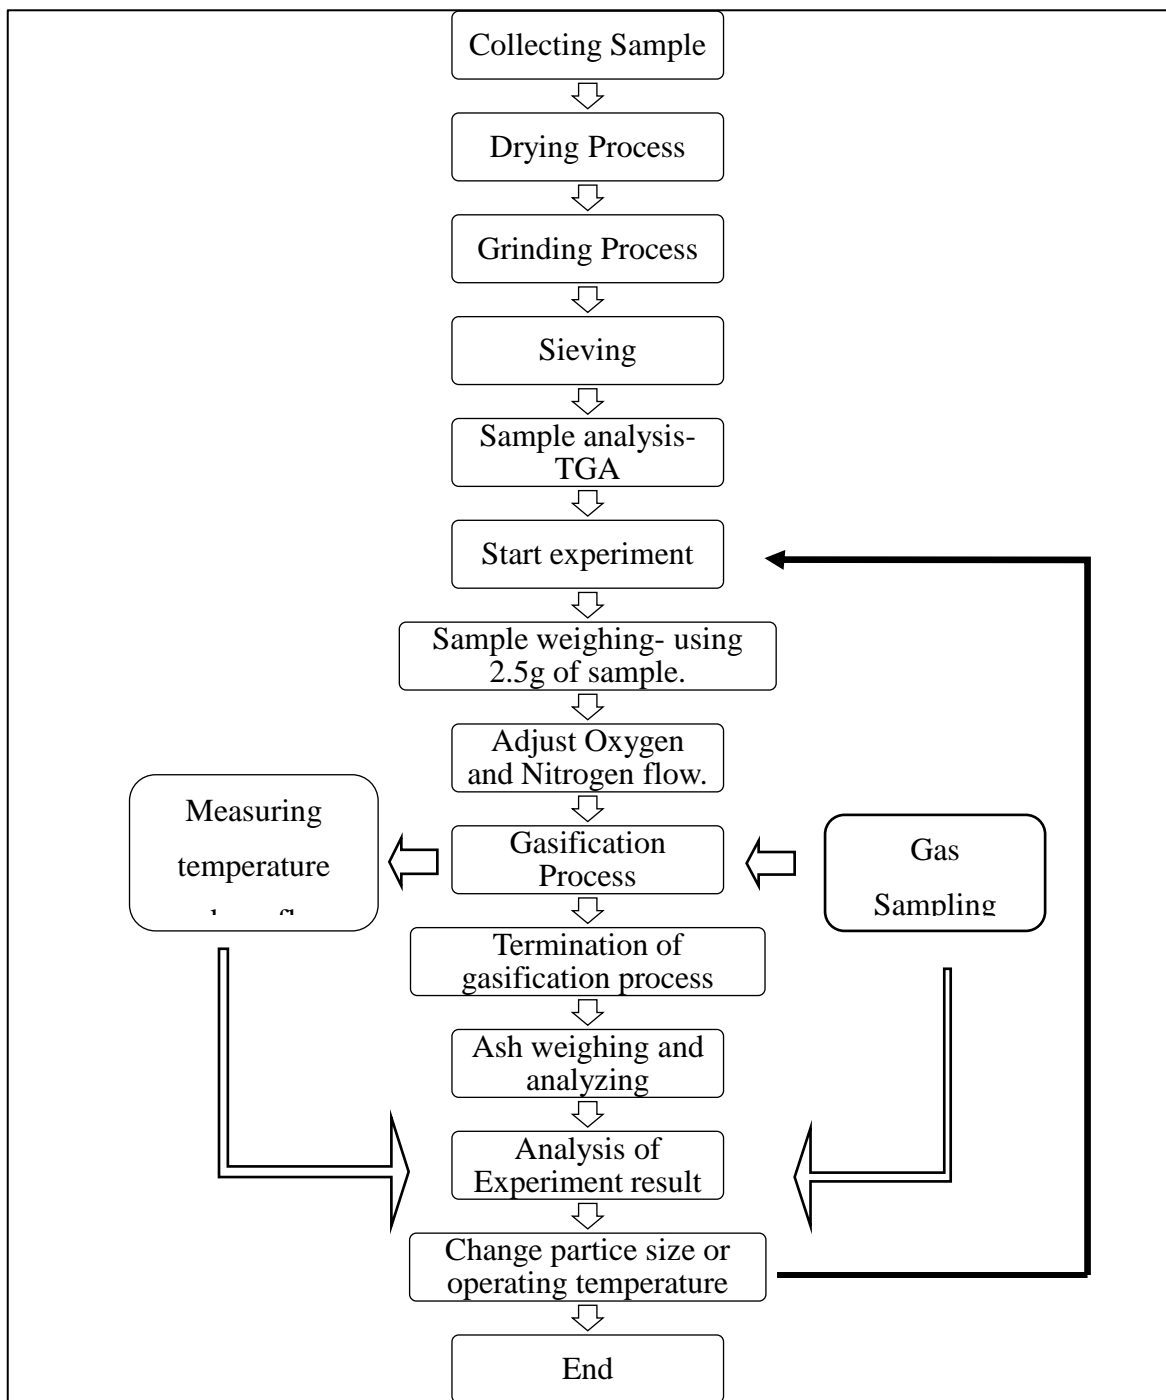 Collecting Sample
Drying Process
Grinding Process
Sieving
Sample analysis-
TGA
Start experiment
Sample weighing- using
2.5g of sample.
Adjust Oxygen
and Nitrogen flow.
Measuring
temperature
Gasification
Process
Gas
Sampling
Termination of
gasification process
Ash weighing and
analyzing
Analysis of
Experiment result
Change partice size or
operating temperature
End